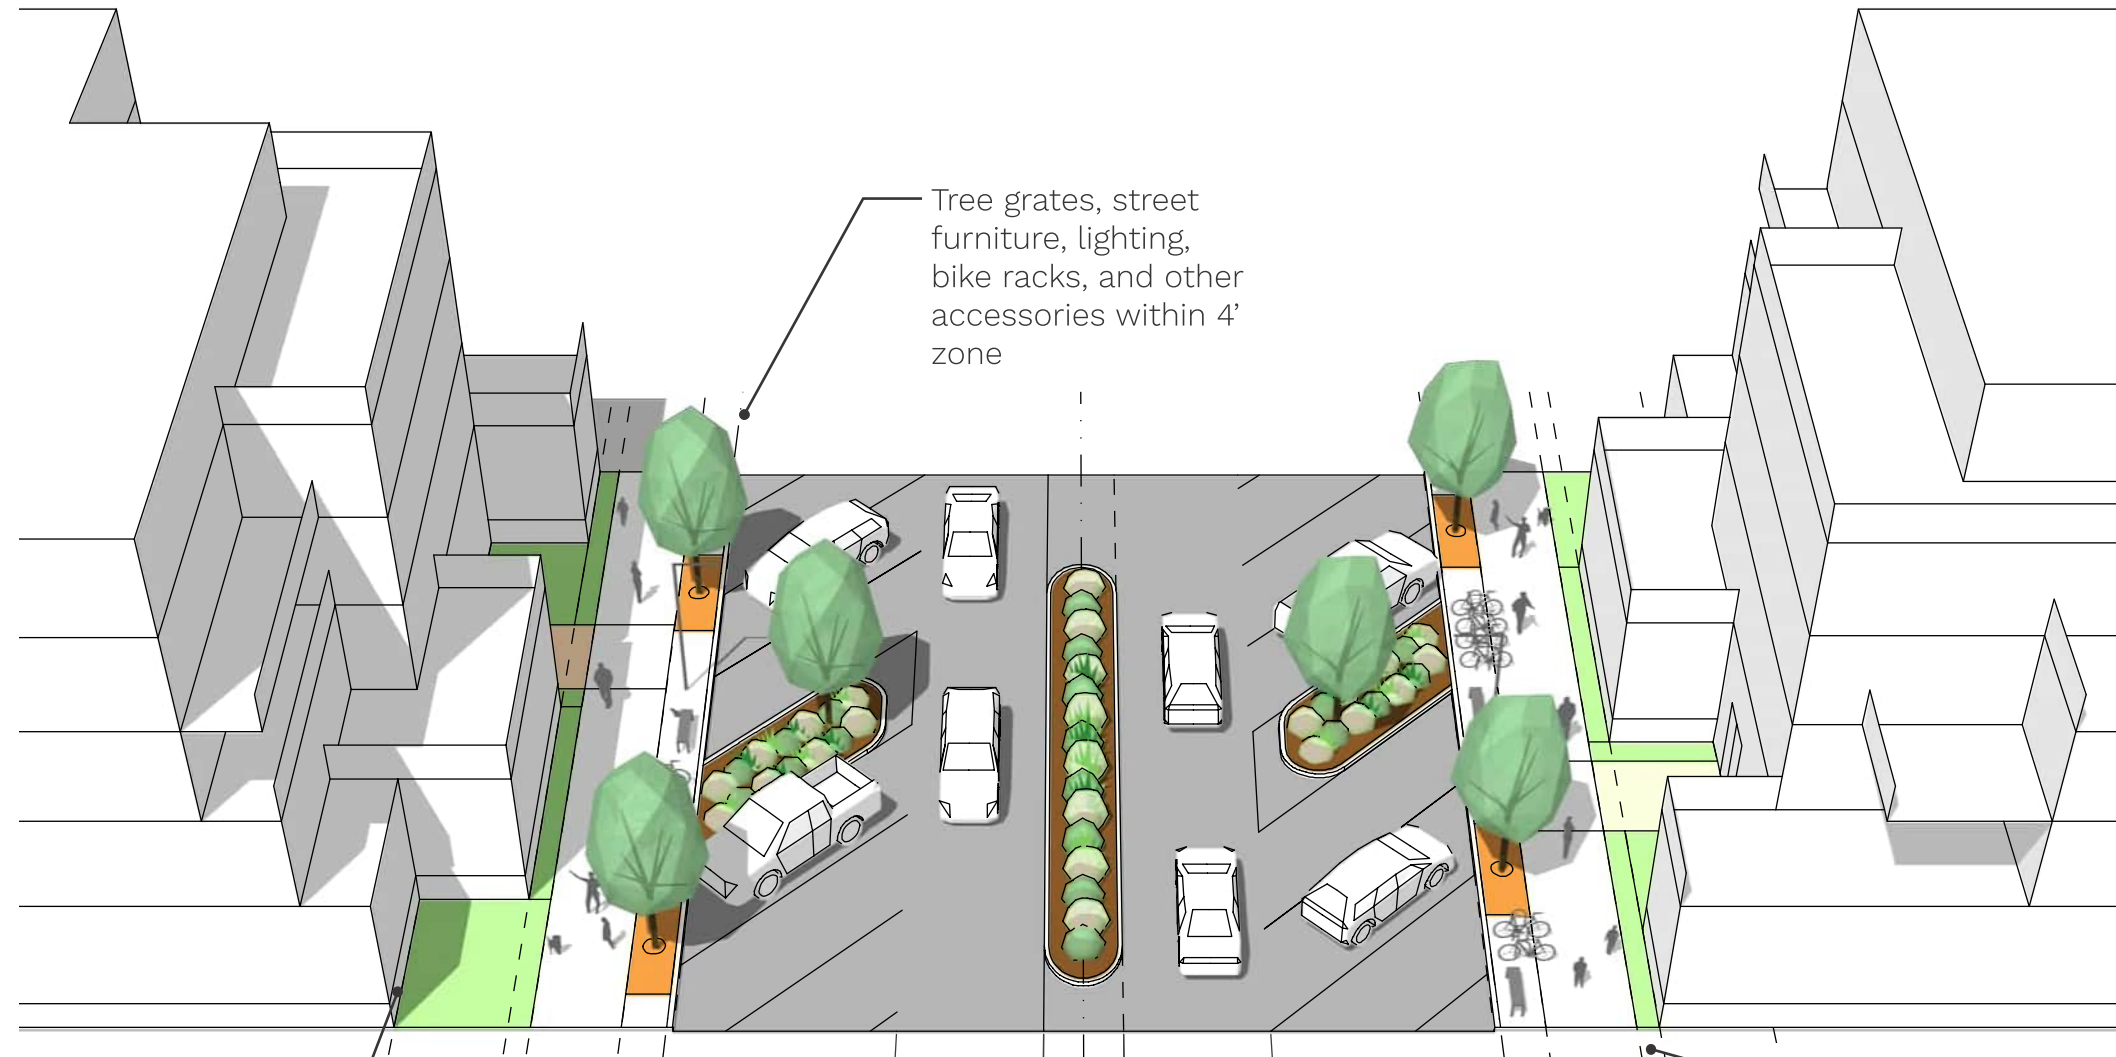 Tree grates, street
furniture, lighting,
bike racks, and other
accessories within 4’
zone